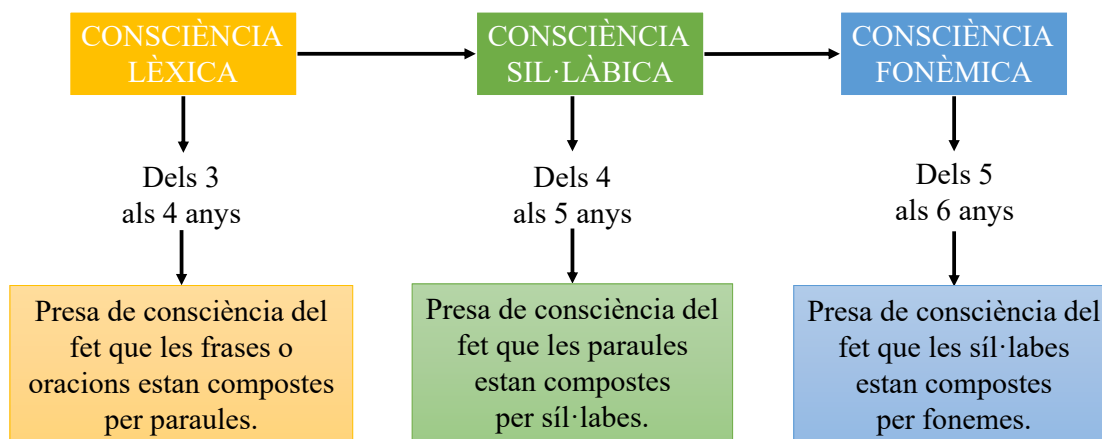 CONSCIÈNCIA
LÈXICA
CONSCIÈNCIA
SIL·LÀBICA
CONSCIÈNCIA
FONÈMICA
Dels 3
als 4 anys
Dels 4
als 5 anys
Dels 5
als 6 anys
Presa de consciència del
fet que les frases o
oracions estan compostes
per paraules.
Presa de consciència del
fet que les paraules
estan compostes
per síl·labes.
Presa de consciència del
fet que les síl·labes
estan compostes
per fonemes.